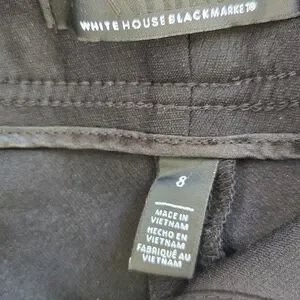 WHITE HOUSE BLACK MARKET®
8
MADE IN
VIETNAM
HECHO EN
VIETNAM
FABRIQUÉ AU
VIETNAM